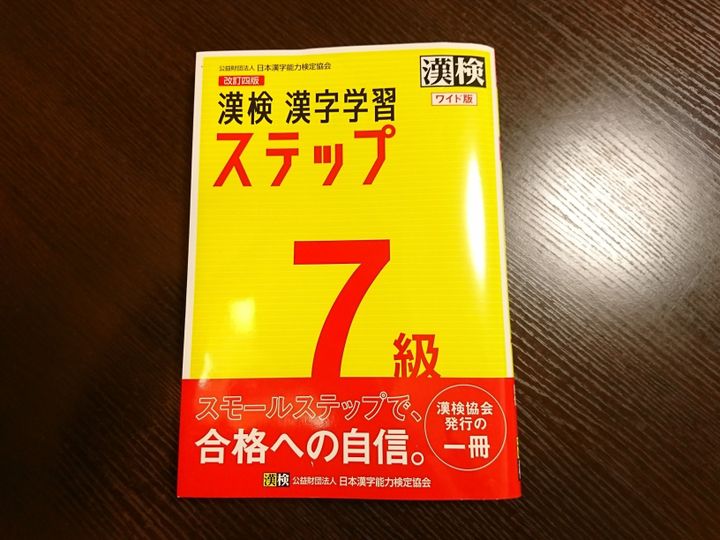 公益財団法人 日本漢字能力検定協会
漢検
改訂四版
ワイド版
漢検 漢字学習
ステップ
7級
スモールステップで、
合格への自信。
漢検協会
発行の
一冊
漢検 公益財団法人 日本漢字能力検定協会